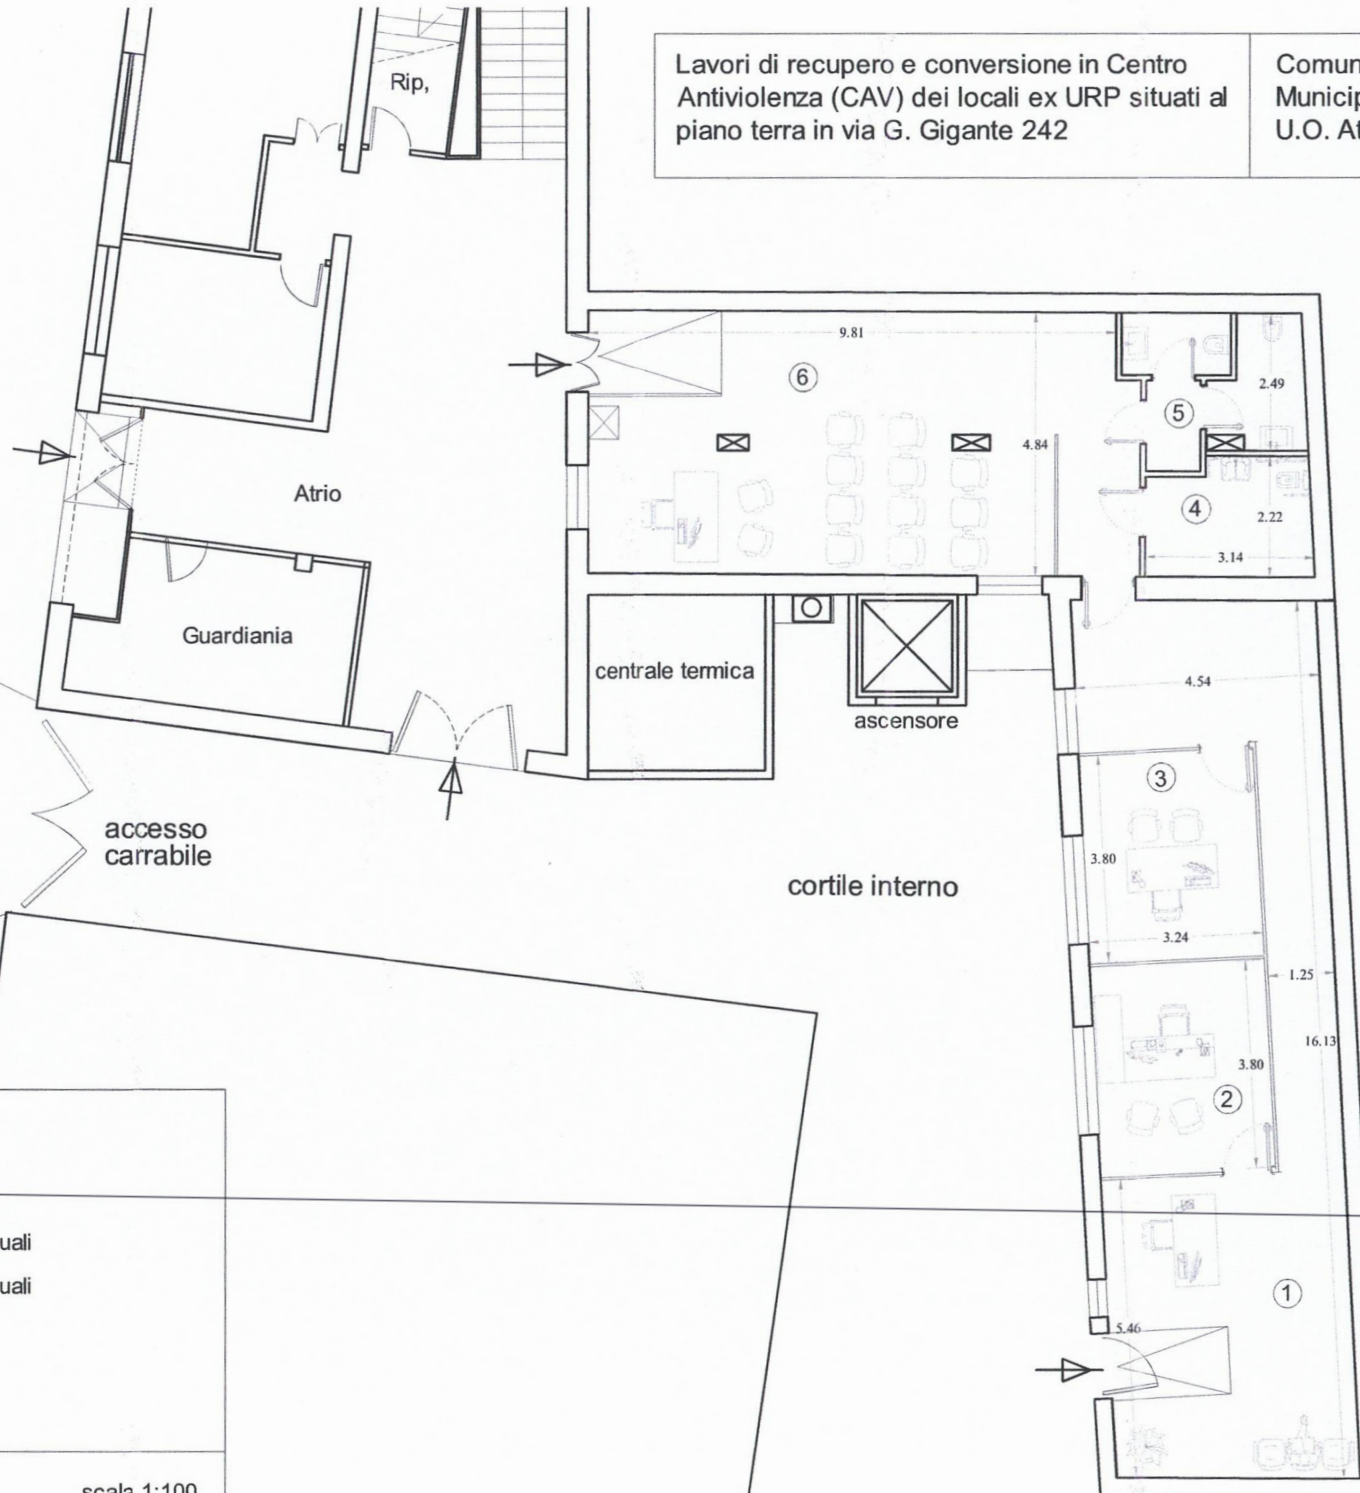 Rip,
Lavori di recupero e conversione in Centro
Antiviolenza (CAV) dei locali ex URP situati al
piano terra in via G. Gigante 242
Comun
Municip
U.O. At
9.81
6
5
2.49
4.84
Atrio
4
2.22
3.14
Guardiania
centrale termica
ascensore
4.54
3
accesso
carrabile
3.80
cortile interno
3.24
1.25
16.13
3.80
2
uali
uali
1
5.46
scala 1:100